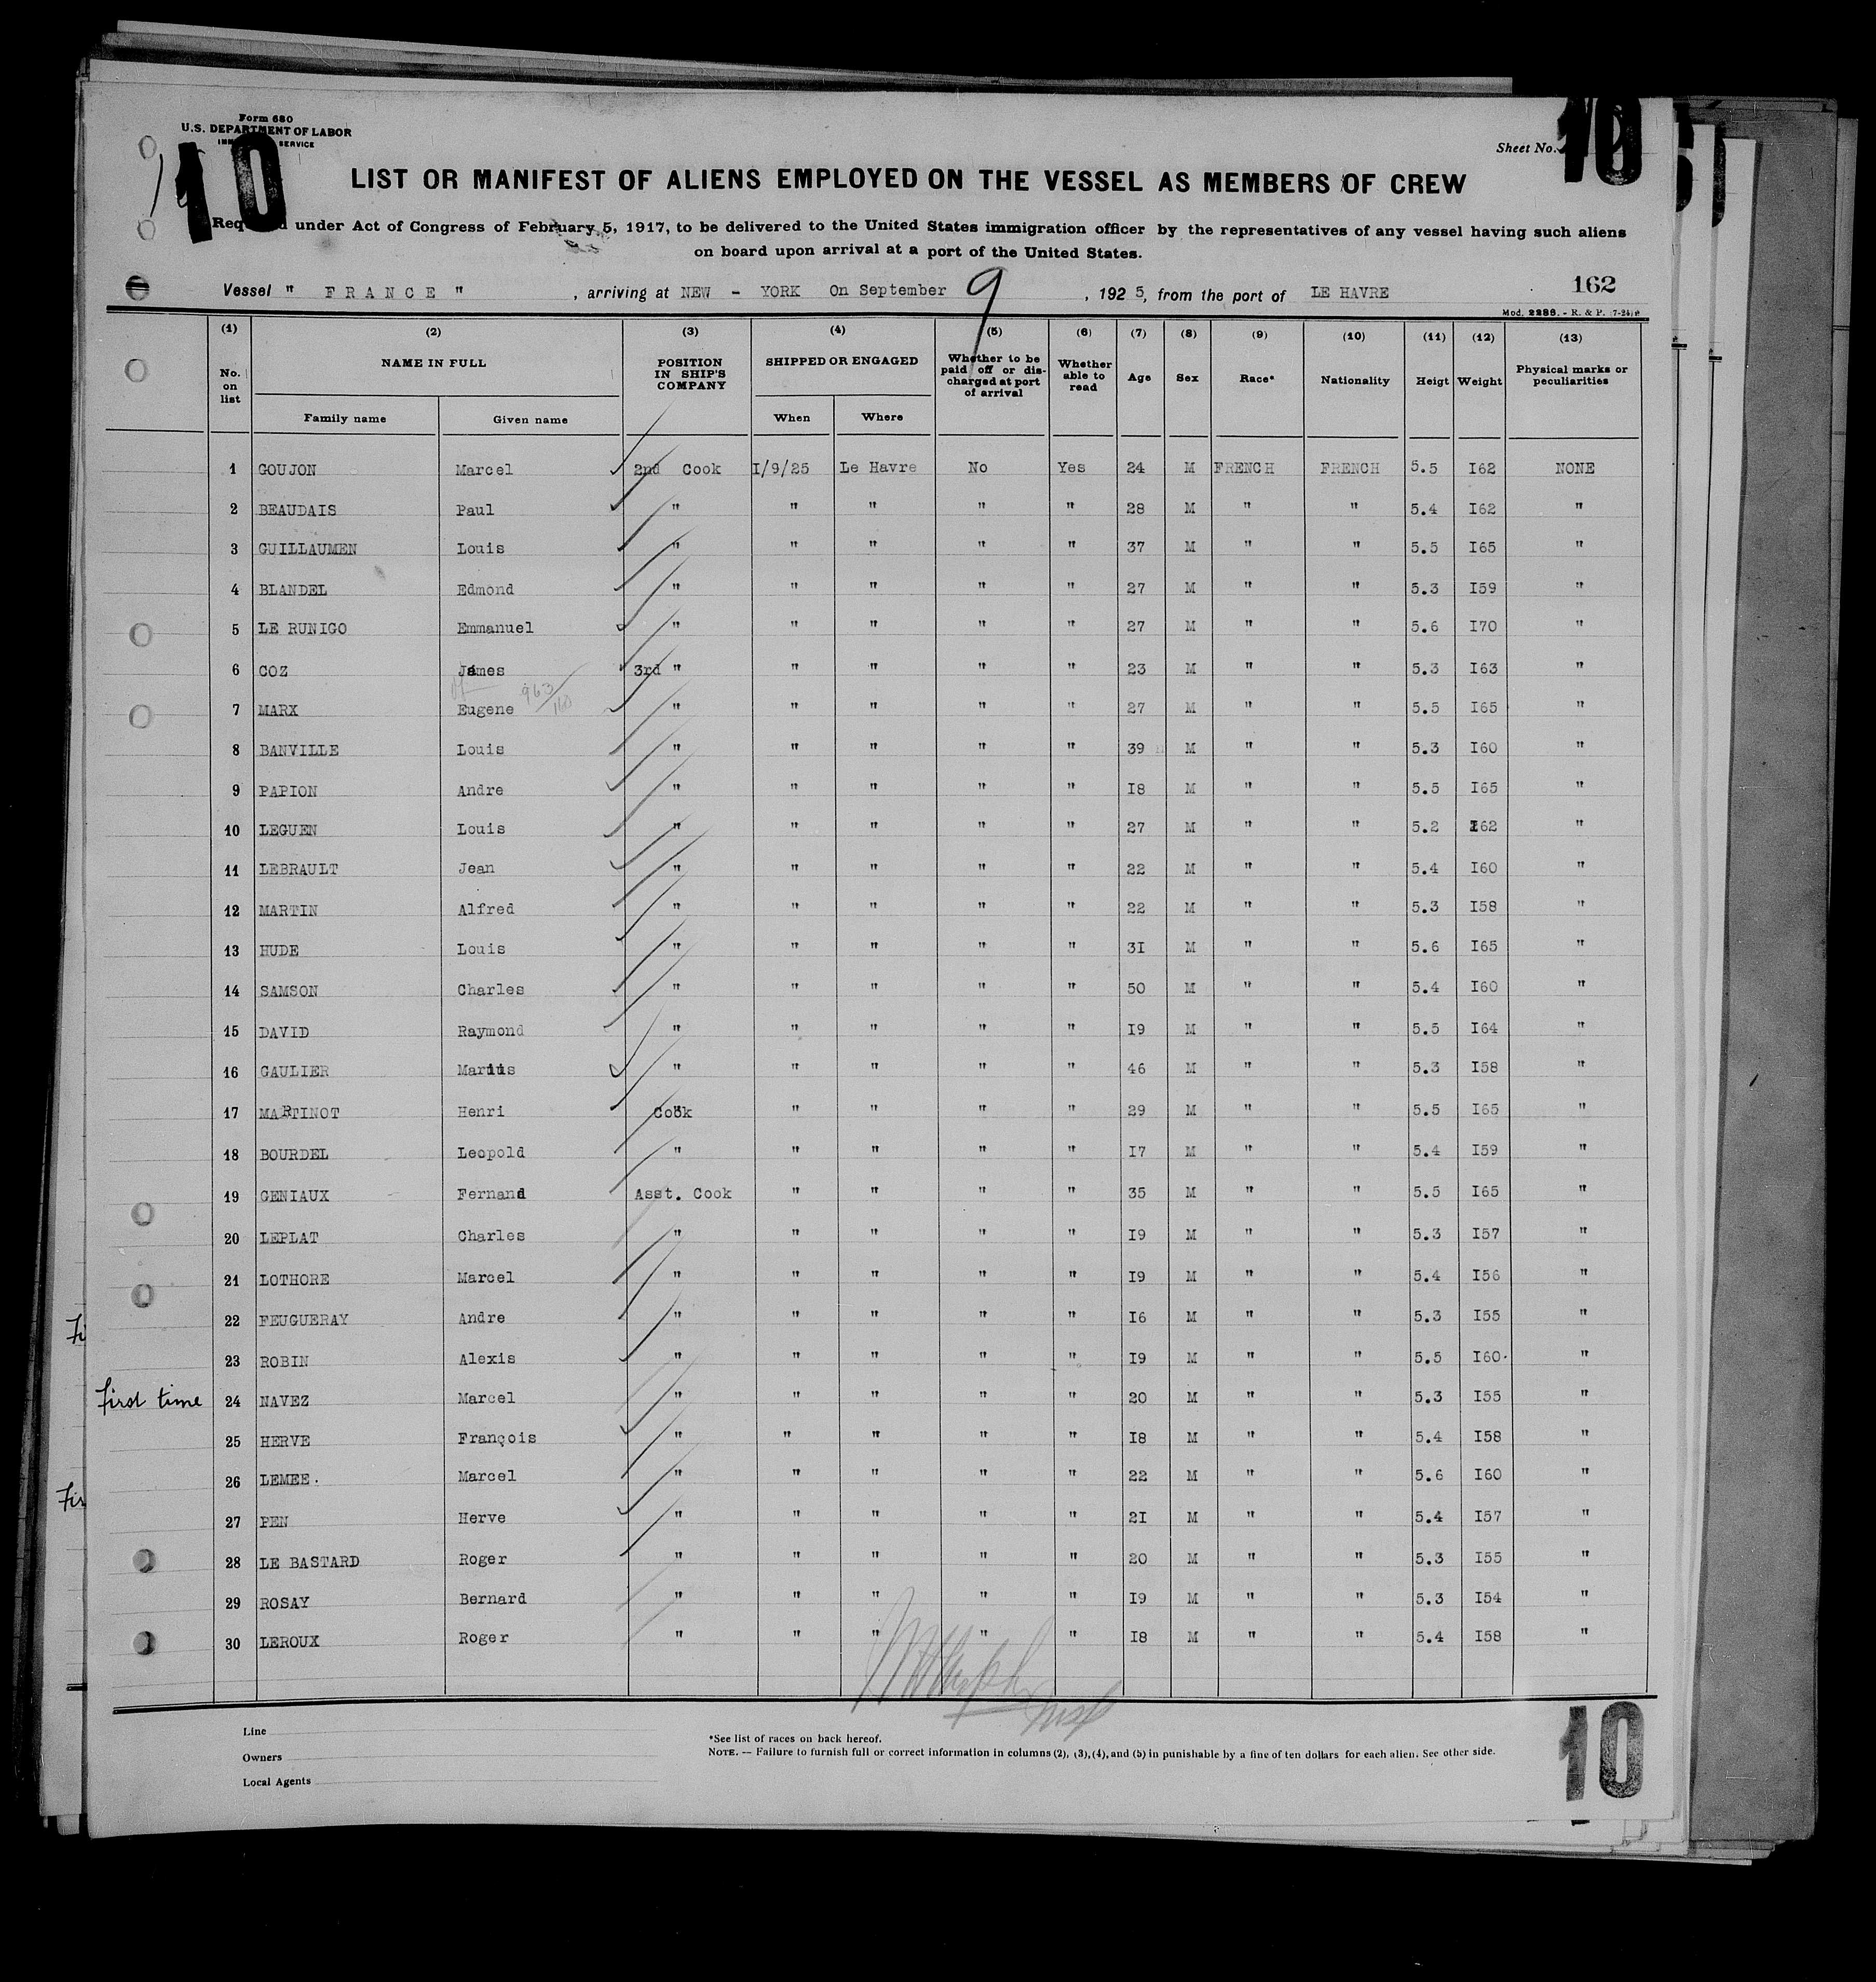 Form 680
U.S. DEPARTMENT OF LABOR
SERVICE
10
Sheet No. 10
LIST OR MANIFEST OF ALIENS EMPLOYED ON THE VESSEL AS MEMBERS OF CREW
under Act of Congress of February 5, 1917, to be delivered to the United States immigration officer by the representatives of any vessel having such aliens
on board upon arrival at a port of the United States.
Vessel " FRANCE " , arriving at NEW - YORK On September 9 , 1925, from the port of LE HAVRE 162
Mod. 2286. - R. & P. (7-24)
(1) (2) (3) (4) (5) (6) (7) (8) (9) (10) (11) (12) (13)
No. on list NAME IN FULL Family name Given name POSITION IN SHIP'S COMPANY SHIPPED OR ENGAGED When Where Whether to be paid off or discharged at port of arrival Whether able to read Age Sex Race* Nationality Heigt Weight Physical marks or peculiarities
1 GOUJON Marcel 2nd Cook I/9/25 Le Havre No Yes 24 M FRENCH FRENCH 5.5 I62 NONE
2 BEAUDAIS Paul " " " " " 28 M " " 5.4 I62 "
3 GUILLAUMEN Louis " " " " " 37 M " " 5.5 I65 "
4 BLANDEL Edmond " " " " " 27 M " " 5.3 I59 "
5 LE RUNIGO Emmanuel " " " " " 27 M " " 5.6 I70 "
6 COZ James 3rd " " " " " 23 M " " 5.3 I63 "
963/160
7 MARX Eugene " " " " " 27 M " " 5.5 I65 "
8 BANVILLE Louis " " " " " 39 M " " 5.3 I60 "
9 PAPION Andre " " " " " I8 M " " 5.5 I65 "
10 LEGUEN Louis " " " " " 27 M " " 5.2 I62 "
11 LEBRAULT Jean " " " " " 22 M " " 5.4 I60 "
12 MARTIN Alfred " " " " " 22 M " " 5.3 I58 "
13 HUDE Louis " " " " " 3I M " " 5.6 I65 "
14 SAMSON Charles " " " " " 50 M " " 5.4 I60 "
15 DAVID Raymond " " " " " I9 M " " 5.5 I64 "
16 GAULIER Marius " " " " " 46 M " " 5.3 I58 "
17 MARTINOT Henri Cook " " " " 29 M " " 5.5 I65 "
18 BOURDEL Leopold " " " " " I7 M " " 5.4 I59 "
19 GENIAUX Fernand Asst. Cook " " " " 35 M " " 5.5 I65 "
20 LEPLAT Charles " " " " " I9 M " " 5.3 I57 "
21 LOTHORE Marcel " " " " " I9 M " " 5.4 I56 "
22 FEUGUERAY Andre " " " " " I6 M " " 5.3 I55 "
23 ROBIN Alexis " " " " " I9 M " " 5.5 I60 "
first time 24 NAVEZ Marcel " " " " " 20 M " " 5.3 I55 "
25 HERVE François " " " " " I8 M " " 5.4 I58 "
26 LEMEE. Marcel " " " " " 22 M " " 5.6 I60 "
27 PEN Herve " " " " " 2I M " " 5.4 I57 "
28 LE BASTARD Roger " " " " " 20 M " " 5.3 I55 "
29 ROSAY Bernard " " " " " I9 M " " 5.3 I54 "
30 LEROUX Roger " " " " " I8 M " " 5.4 I58 "
Line
Owners
Local Agents
*See list of races on back hereof.
NOTE. — Failure to furnish full or correct information in columns (2), (3), (4), and (5) in punishable by a fine of ten dollars for each alien. See other side.
10